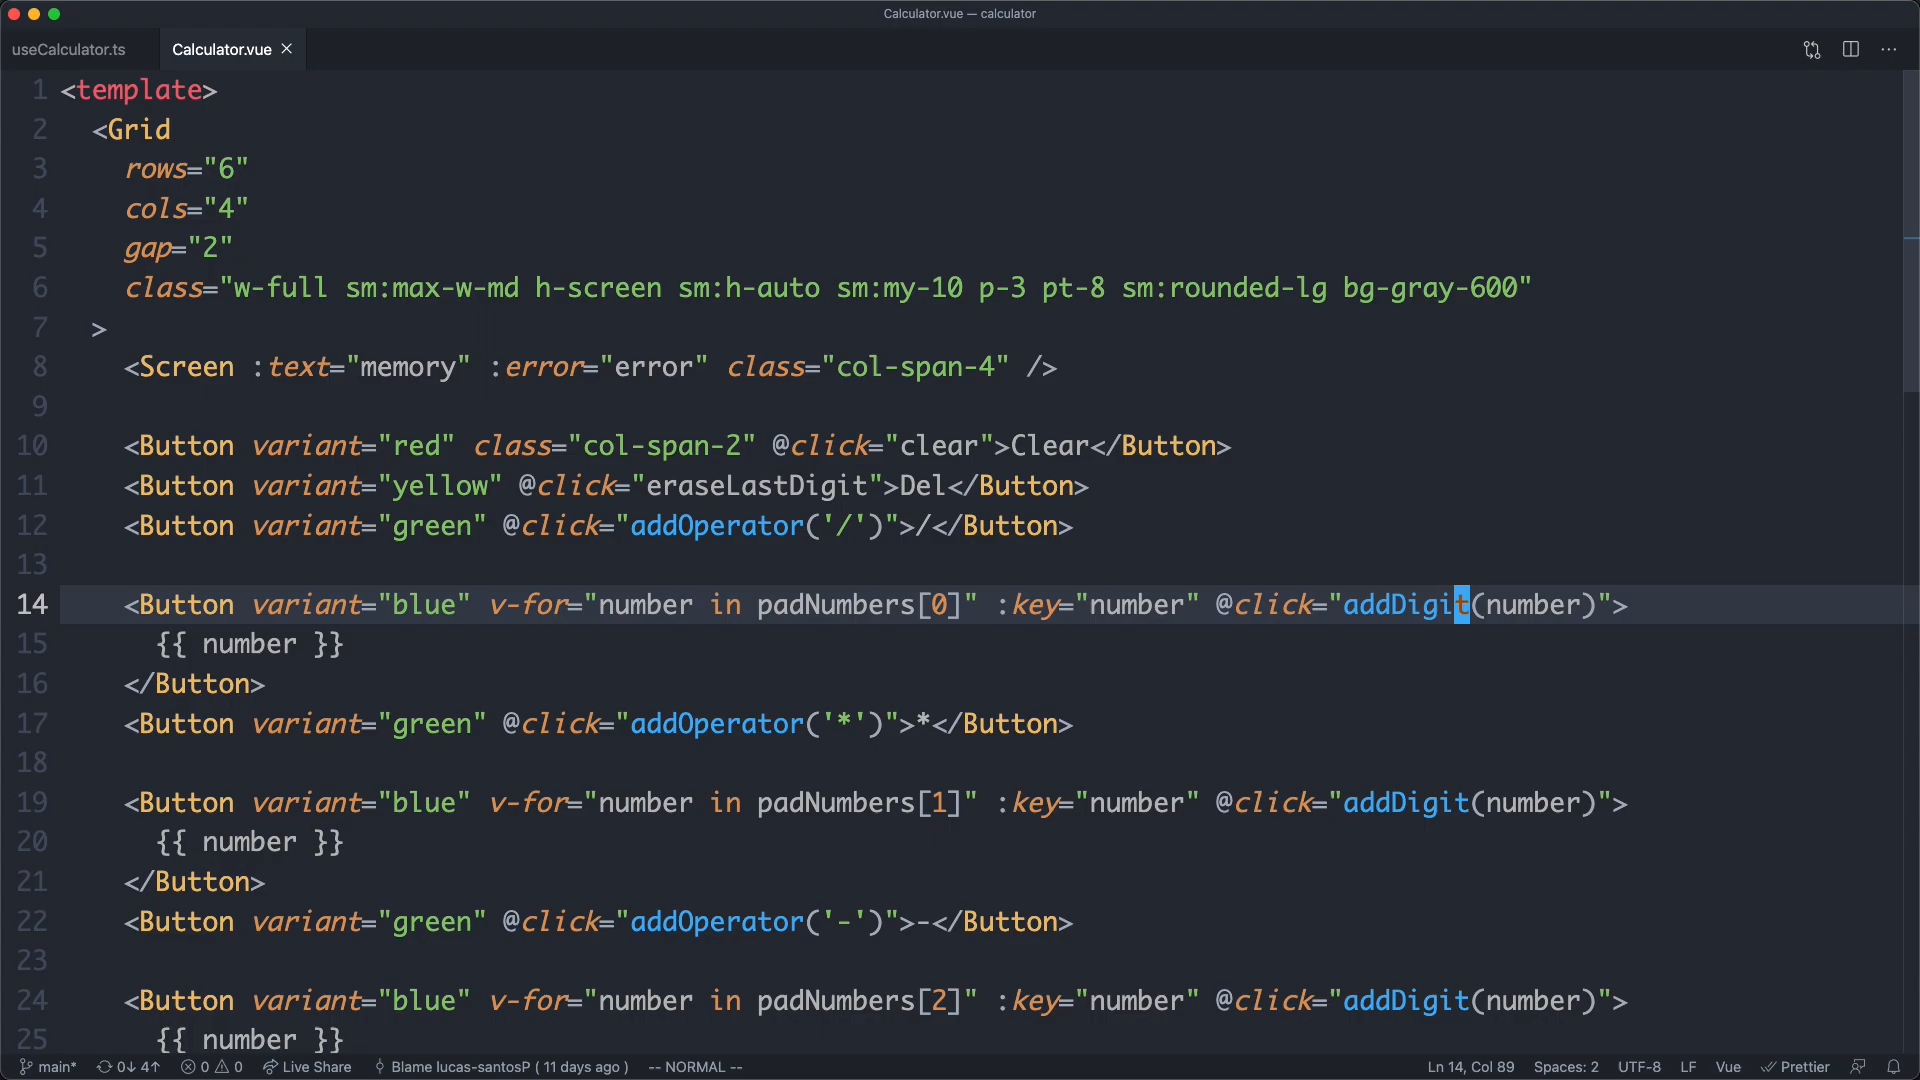 Calculator.vue — calculator
useCalculator.ts
Calculator.vue ×
1 <template>
2   <Grid
3     rows="6"
4     cols="4"
5     gap="2"
6     class="w-full sm:max-w-md h-screen sm:h-auto sm:my-10 p-3 pt-8 sm:rounded-lg bg-gray-600"
7   >
8     <Screen :text="memory" :error="error" class="col-span-4" />
9
10     <Button variant="red" class="col-span-2" @click="clear">Clear</Button>
11     <Button variant="yellow" @click="eraseLastDigit">Del</Button>
12     <Button variant="green" @click="addOperator('/')">/</Button>
13
14     <Button variant="blue" v-for="number in padNumbers[0]" :key="number" @click="addDigit(number)">
15       {{ number }}
16     </Button>
17     <Button variant="green" @click="addOperator('*')">*</Button>
18
19     <Button variant="blue" v-for="number in padNumbers[1]" :key="number" @click="addDigit(number)">
20       {{ number }}
21     </Button>
22     <Button variant="green" @click="addOperator('-')">-</Button>
23
24     <Button variant="blue" v-for="number in padNumbers[2]" :key="number" @click="addDigit(number)">
25       {{ number }}
main* 0↓ 4↑ 0 0 Live Share Blame lucas-santosP ( 11 days ago ) -- NORMAL -- Ln 14, Col 89 Spaces: 2 UTF-8 LF Vue Prettier